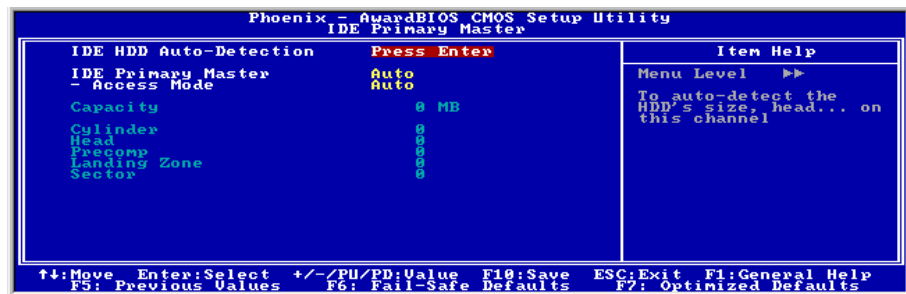 Phoenix - AwardBIOS CMOS Setup Utility
IDE Primary Master
IDE HDD Auto-Detection Press Enter
Item Help
IDE Primary Master Auto
- Access Mode Auto
Menu Level ▶▶
To auto-detect the
HDD's size, head... on
this channel
Capacity 0 MB
Cylinder 0
Head 0
Precomp 0
Landing Zone 0
Sector 0
↑↓:Move Enter:Select +/-/PU/PD:Value F10:Save ESC:Exit F1:General Help
F5: Previous Values F6: Fail-Safe Defaults F7: Optimized Defaults